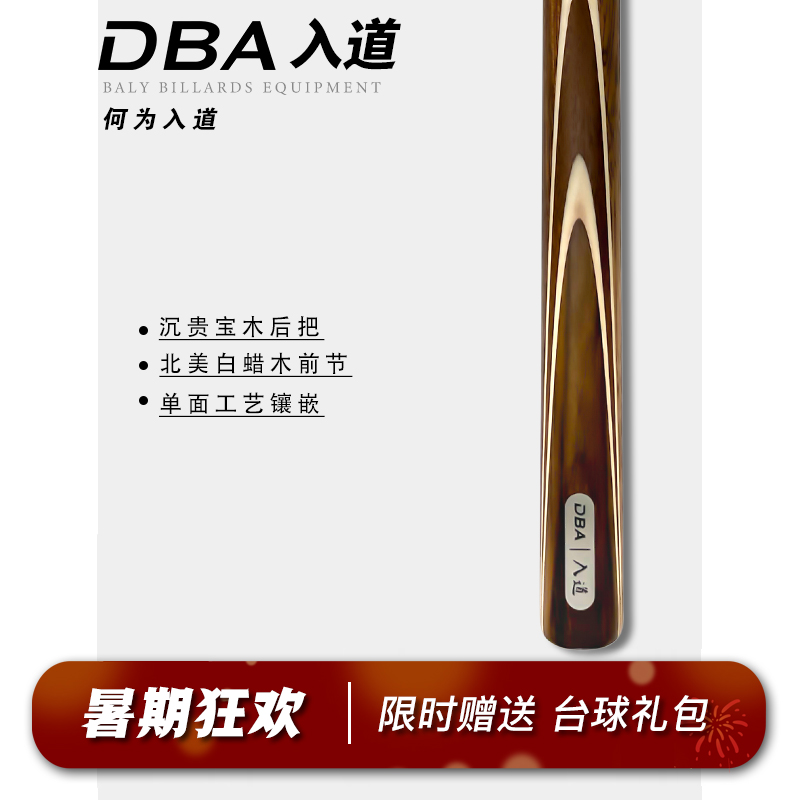 DBA 入道
BALY BILLARDS EQUIPMENT
何为入道
沉贵宝木后把
北美白蜡木前节
单面工艺镶嵌
DBA | 入道
暑期狂欢 | 限时赠送 台球礼包